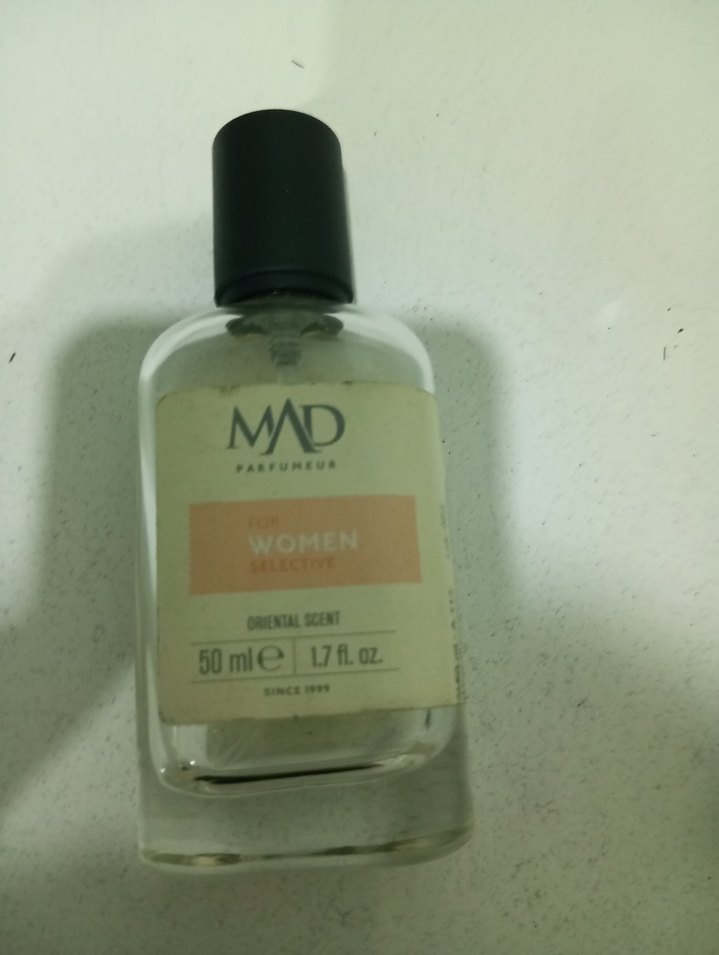 MAD
PARFUMEUR
FOR
WOMEN
SELECTIVE
ORIENTAL SCENT
50 ml ℮ 1.7 fl. oz.
SINCE 1999